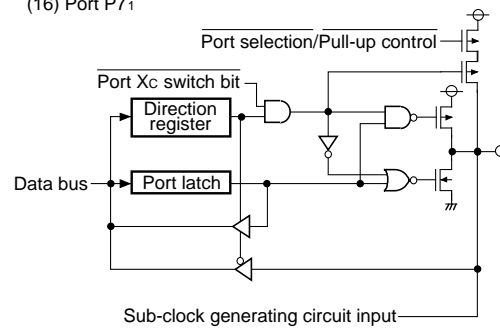 (16) Port P7₁
Port selection/Pull-up control
Port Xc switch bit
Direction
register
Data bus
Port latch
Sub-clock generating circuit input